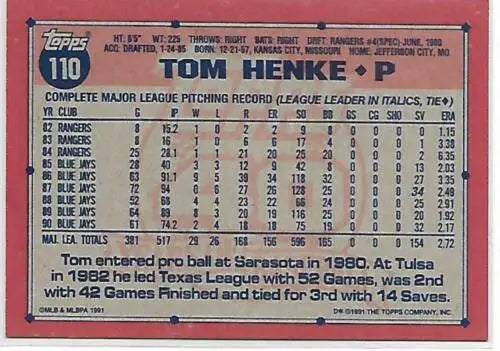 topps
110
HT: 6'5" WT: 225 THROWS: RIGHT BATS: RIGHT DRFT: RANGERS #4(SPEC)-JUNE, 1980
ACQ: DRAFTED, 1-24-85 BORN: 12-21-57, KANSAS CITY, MISSOURI HOME: JEFFERSON CITY, MO.
TOM HENKE ♦ P
COMPLETE MAJOR LEAGUE PITCHING RECORD (LEAGUE LEADER IN ITALICS, TIE♦)
YR CLUB G IP W L R ER SO BB GS CG SHO SV ERA
82 RANGERS 8 15.2 1 0 2 2 9 8 0 0 0 0 1.15
83 RANGERS 8 16 1 0 6 6 17 4 0 0 0 1 3.38
84 RANGERS 25 28.1 1 1 21 20 25 20 0 0 0 2 6.35
85 BLUE JAYS 28 40 3 3 12 9 42 8 0 0 0 13 2.03
86 BLUE JAYS 63 91.1 9 5 39 34 118 32 0 0 0 27 3.35
87 BLUE JAYS 72 94 0 6 27 26 128 25 0 0 0 34 2.49
88 BLUE JAYS 52 68 4 4 23 22 66 24 0 0 0 25 2.91
89 BLUE JAYS 64 89 8 3 20 19 116 25 0 0 0 20 1.92
90 BLUE JAYS 61 74.2 2 4 18 18 75 19 0 0 0 32 2.17
MAJ. LEA. TOTALS 381 517 29 26 168 156 596 165 0 0 0 154 2.72
Tom entered pro ball at Sarasota in 1980. At Tulsa
in 1982 he led Texas League with 52 Games, was 2nd
with 42 Games Finished and tied for 3rd with 14 Saves.
©MLB & MLBPA 1991 D* ©1991 THE TOPPS COMPANY, INC.